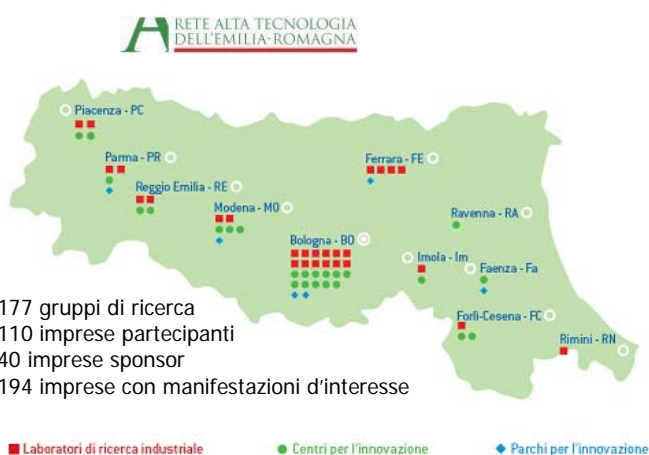 RETE ALTA TECNOLOGIA
DELL'EMILIA-ROMAGNA
Piacenza - PC
Parma - PR
Ferrara - FE
Reggio Emilia - RE
Modena - MO
Ravenna - RA
Bologna - BO
Imola - Im
Faenza - Fa
177 gruppi di ricerca
110 imprese partecipanti
40 imprese sponsor
194 imprese con manifestazioni d'interesse
Forlì-Cesena - FC
Rimini - RN
Laboratori di ricerca industriale
Centri per l'innovazione
Parchi per l'innovazione